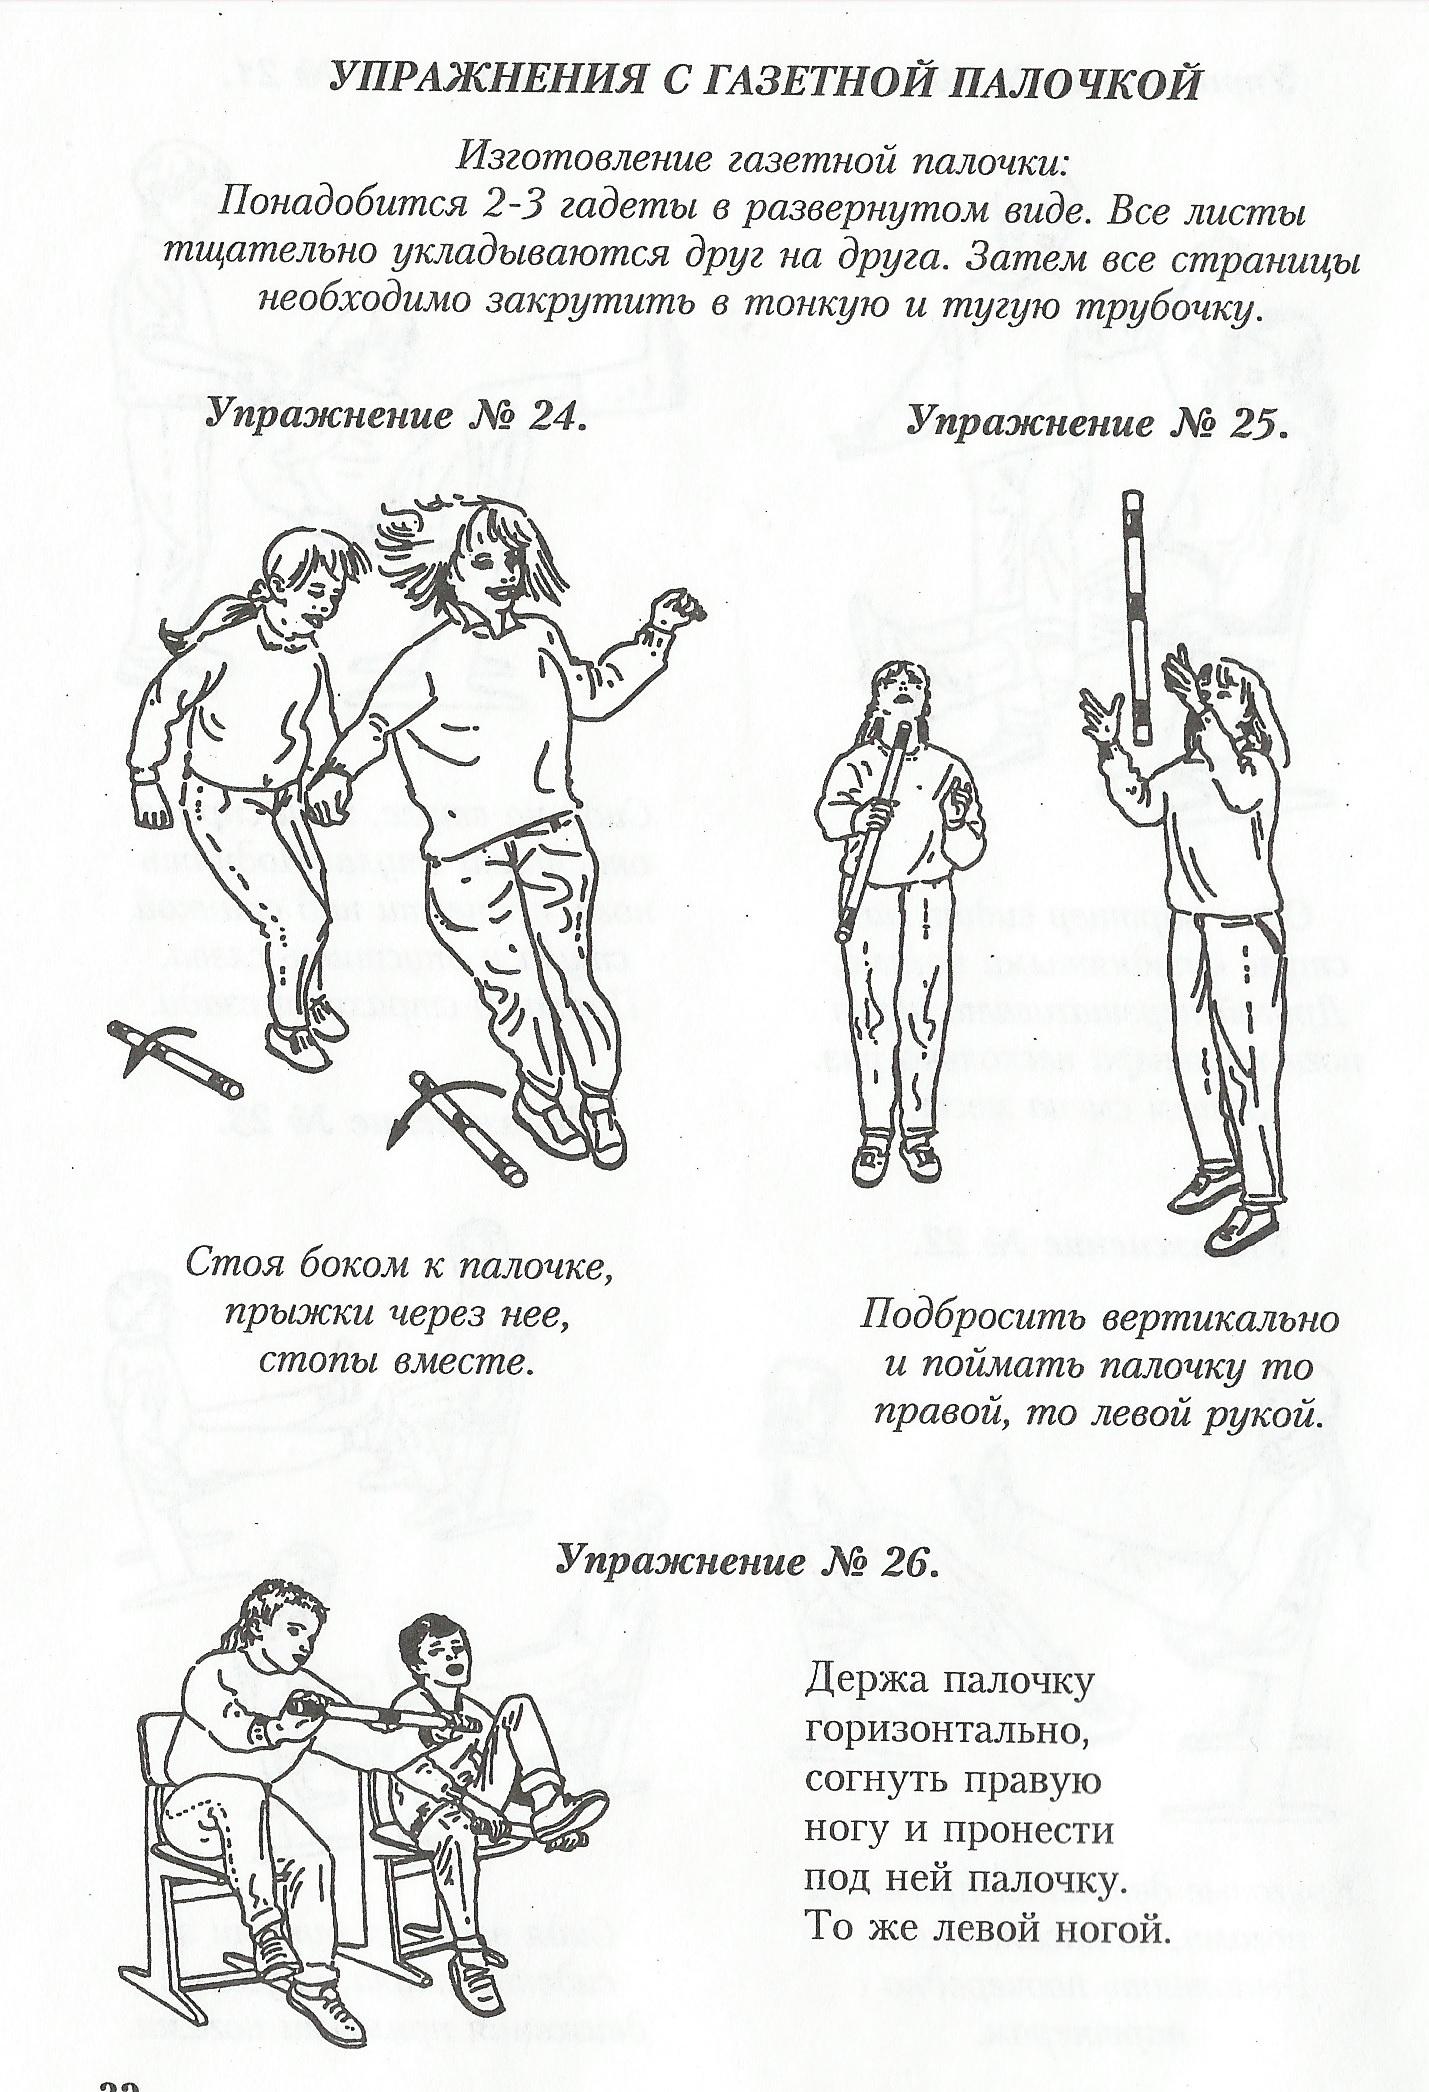 УПРАЖНЕНИЯ С ГАЗЕТНОЙ ПАЛОЧКОЙ
Изготовление газетной палочки:
Понадобится 2-3 гадеты в развернутом виде. Все листы
тщательно укладываются друг на друга. Затем все страницы
необходимо закрутить в тонкую и тугую трубочку.
Упражнение № 24.
Стоя боком к палочке,
прыжки через нее,
стопы вместе.
Упражнение № 25.
Подбросить вертикально
и поймать палочку то
правой, то левой рукой.
Упражнение № 26.
Держа палочку
горизонтально,
согнуть правую
ногу и пронести
под ней палочку.
То же левой ногой.